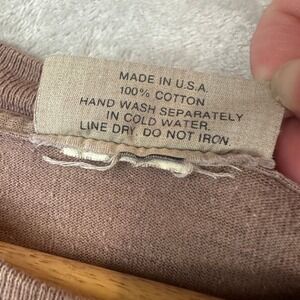 MADE IN U.S.A.
100% COTTON
HAND WASH SEPARATELY
IN COLD WATER.
LINE DRY. DO NOT IRON.